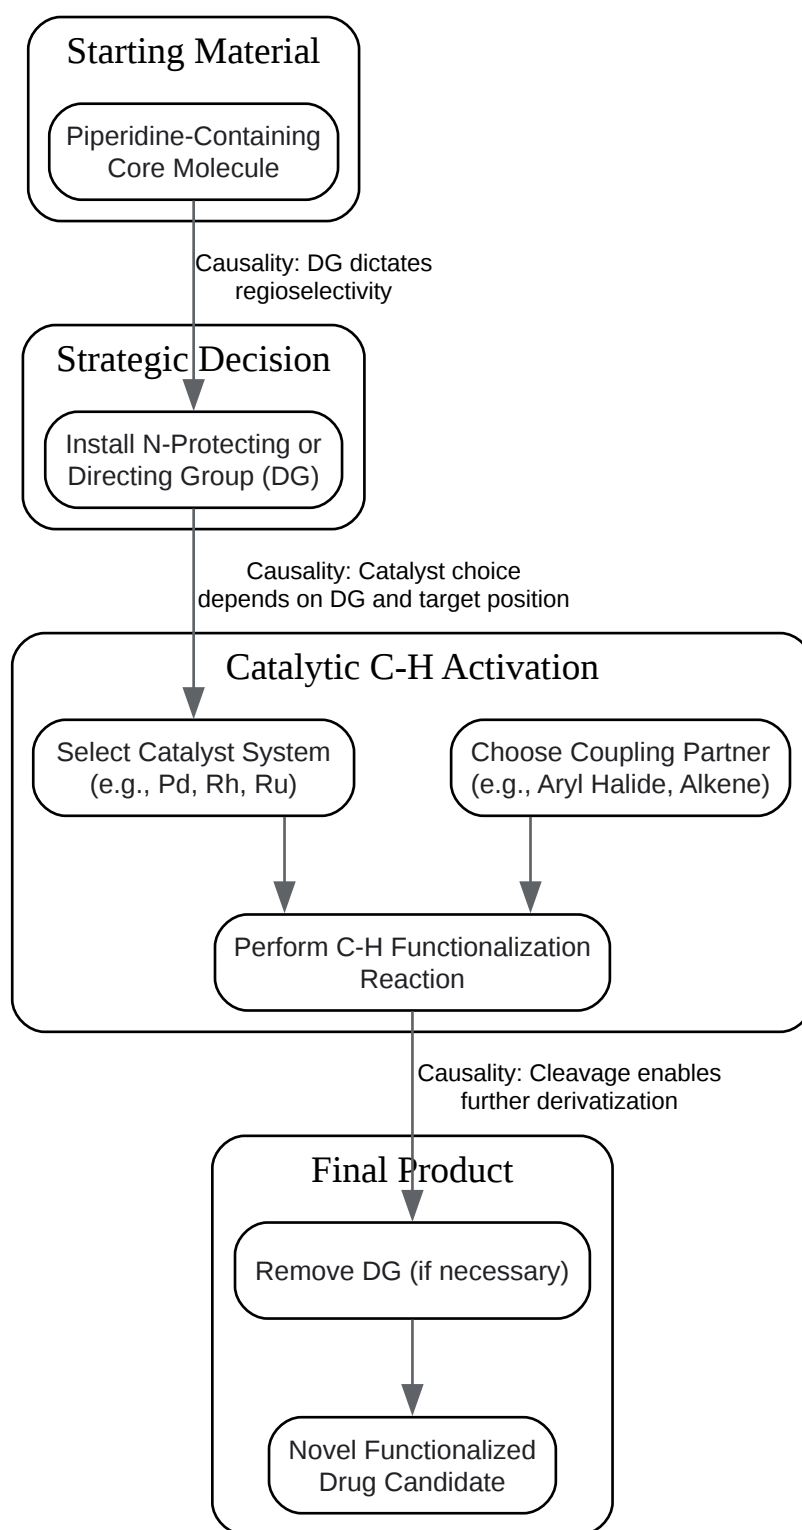 Starting Material
Piperidine-Containing
Core Molecule
Causality: DG dictates
regioselectivity
Strategic Decision
Install N-Protecting or
Directing Group (DG)
Causality: Catalyst choice
depends on DG and target position
Catalytic C-H Activation
Select Catalyst System
(e.g., Pd, Rh, Ru)
Choose Coupling Partner
(e.g., Aryl Halide, Alkene)
Perform C-H Functionalization
Reaction
Causality: Cleavage enables
further derivatization
Final Product
Remove DG (if necessary)
Novel Functionalized
Drug Candidate